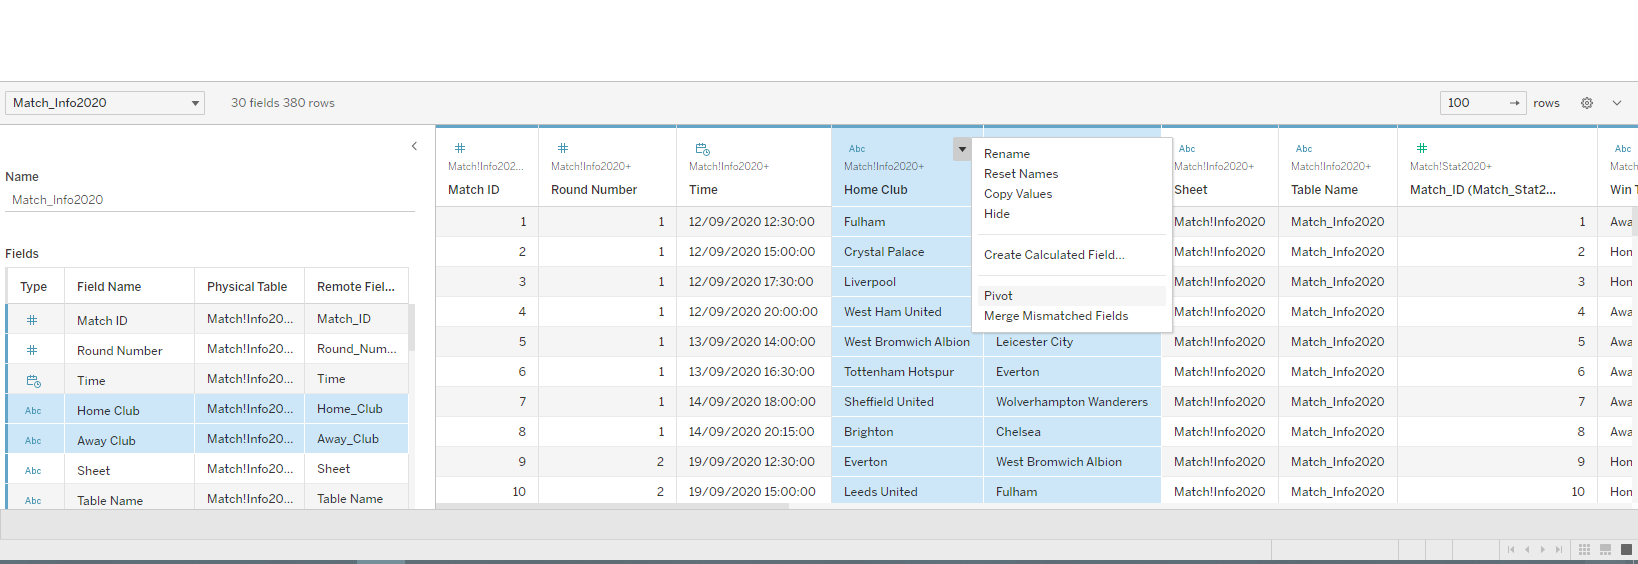 Match_Info2020
30 fields 380 rows
100 → rows
Name
Match_Info2020
Fields
Type Field Name Physical Table Remote Fiel...
# Match ID Match!Info20... Match_ID
# Round Number Match!Info20... Round_Num...
Time Match!Info20... Time
Abc Home Club Match!Info20... Home_Club
Abc Away Club Match!Info20... Away_Club
Abc Sheet Match!Info20... Sheet
Abc Table Name Match!Info20... Table Name
# # Abc Abc Abc # Abc
Match!Info202... Match!Info2020+ Match!Info2020+ Match!Info2020+ Match!Info2020+ Match!Info2020+ Match!Stat2020+ Match
Match ID Round Number Time Home Club Sheet Table Name Match_ID (Match_Stat2... Win T
1 1 12/09/2020 12:30:00 Fulham Match!Info2020 Match_Info2020 1 Awa
2 1 12/09/2020 15:00:00 Crystal Palace Match!Info2020 Match_Info2020 2 Hon
3 1 12/09/2020 17:30:00 Liverpool Match!Info2020 Match_Info2020 3 Hon
4 1 12/09/2020 20:00:00 West Ham United Match!Info2020 Match_Info2020 4 Awa
5 1 13/09/2020 14:00:00 West Bromwich Albion Leicester City Match!Info2020 Match_Info2020 5 Awa
6 1 13/09/2020 16:30:00 Tottenham Hotspur Everton Match!Info2020 Match_Info2020 6 Awa
7 1 14/09/2020 18:00:00 Sheffield United Wolverhampton Wanderers Match!Info2020 Match_Info2020 7 Awa
8 1 14/09/2020 20:15:00 Brighton Chelsea Match!Info2020 Match_Info2020 8 Awa
9 2 19/09/2020 12:30:00 Everton West Bromwich Albion Match!Info2020 Match_Info2020 9 Hon
10 2 19/09/2020 15:00:00 Leeds United Fulham Match!Info2020 Match_Info2020 10 Hon
Rename
Reset Names
Copy Values
Hide
Create Calculated Field...
Pivot
Merge Mismatched Fields